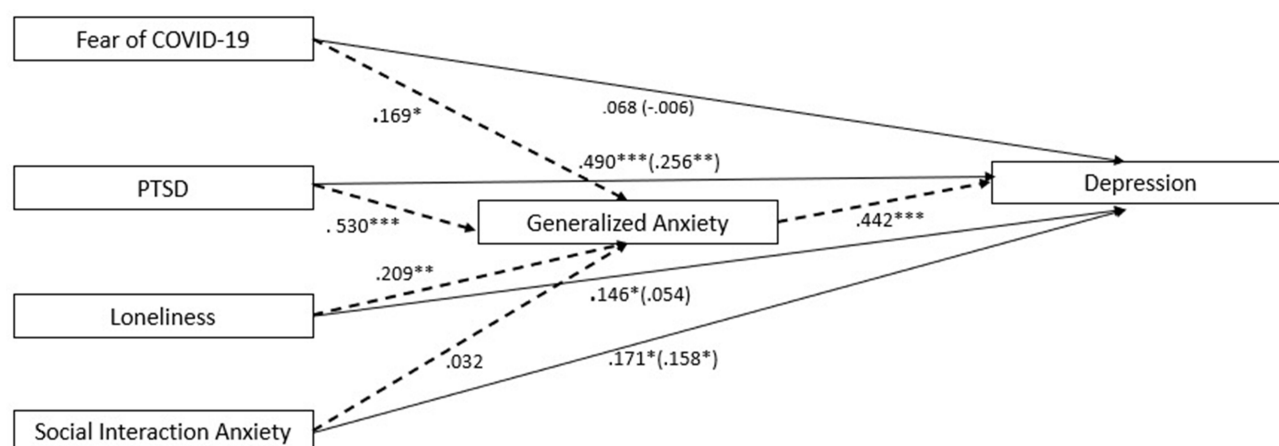 Fear of COVID-19
.169*
.068 (-.006)
.490***(.256**)
PTSD
Depression
. 530***
Generalized Anxiety
.442***
.209**
.146*(.054)
Loneliness
.032
.171*(.158*)
Social Interaction Anxiety